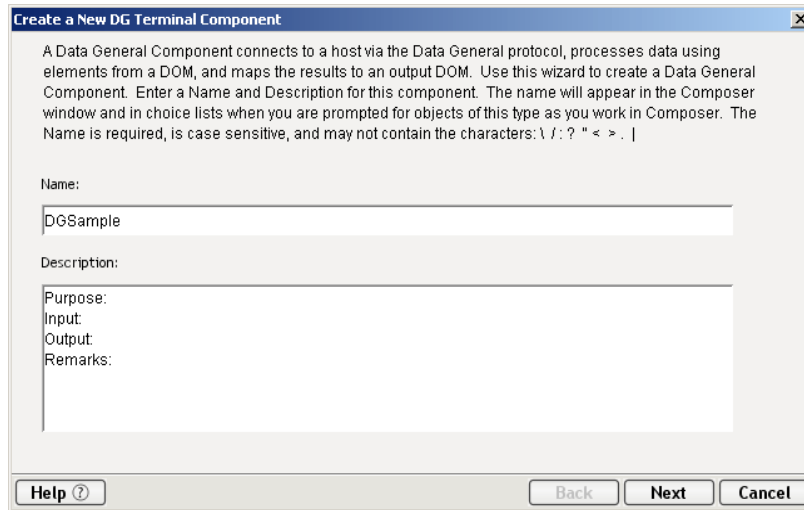 Create a New DG Terminal Component
A Data General Component connects to a host via the Data General protocol, processes data using
elements from a DOM, and maps the results to an output DOM. Use this wizard to create a Data General
Component. Enter a Name and Description for this component. The name will appear in the Composer
window and in choice lists when you are prompted for objects of this type as you work in Composer. The
Name is required, is case sensitive, and may not contain the characters: \ / : ? " < > . |
Name:
DGSample
Description:
Purpose:
Input:
Output:
Remarks:
Help ?
Back
Next
Cancel